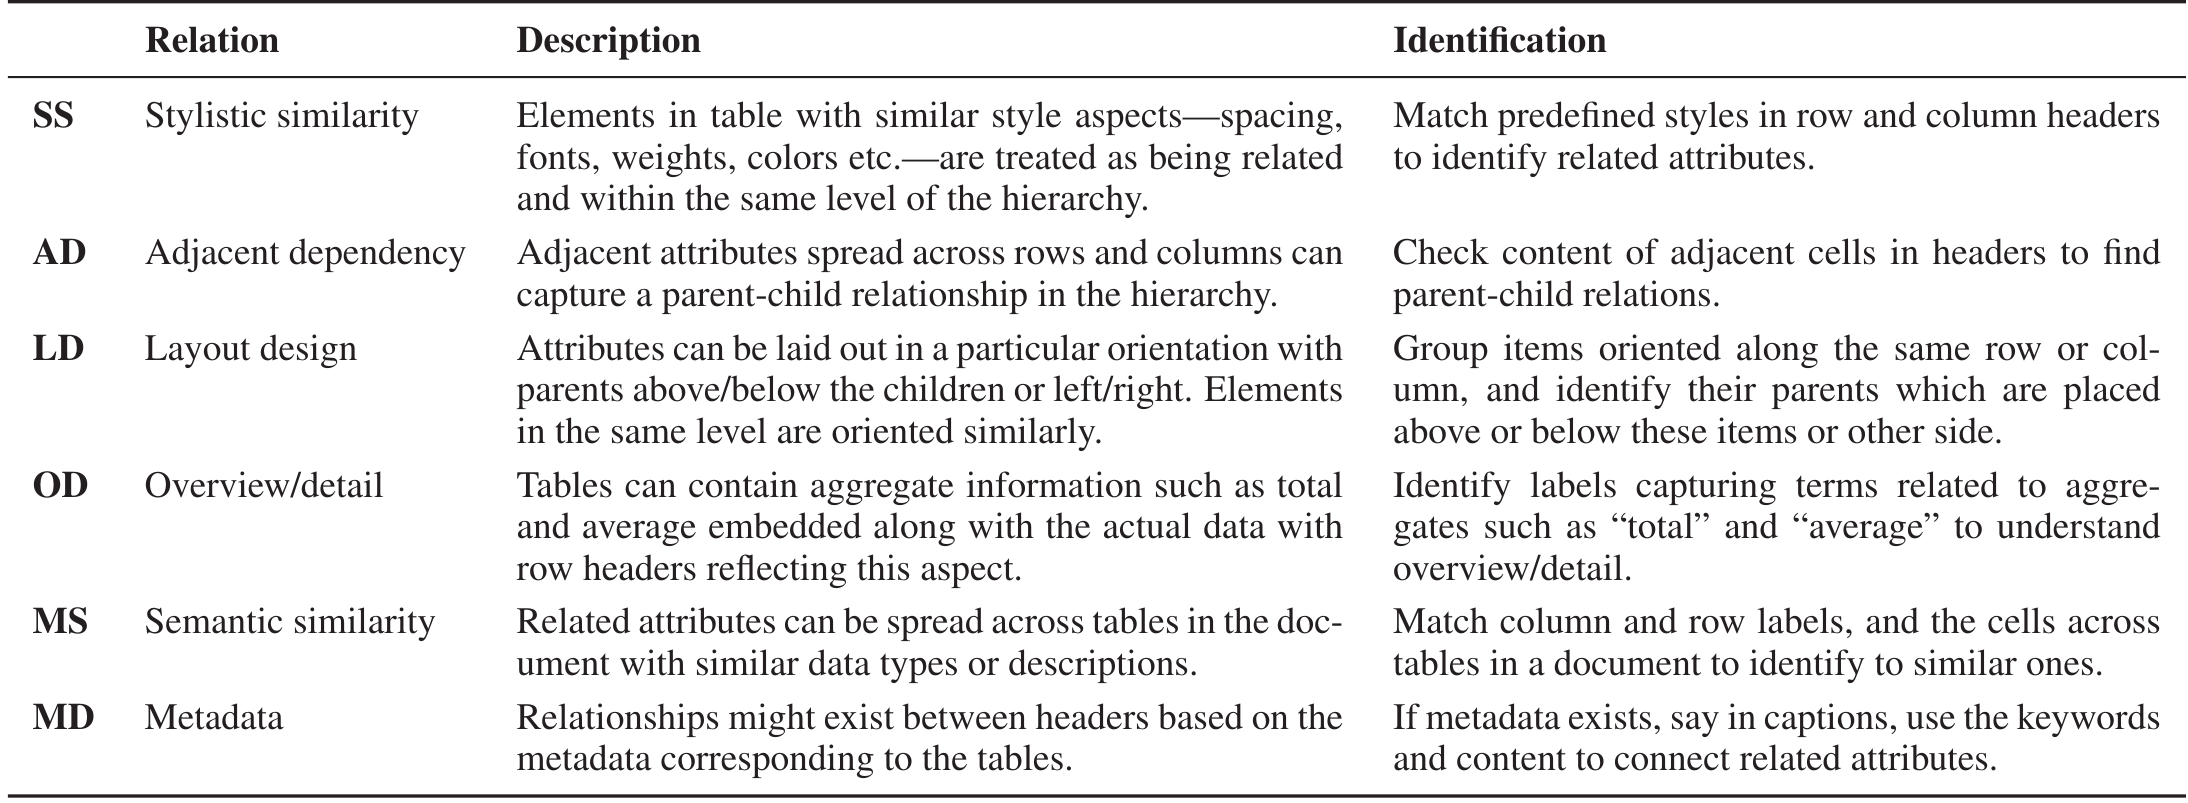 Relation Description Identification
SS Stylistic similarity Elements in table with similar style aspects—spacing, Match predefined styles in row and column headers
fonts, weights, colors etc.—are treated as being related to identify related attributes.
and within the same level of the hierarchy.
AD Adjacent dependency Adjacent attributes spread across rows and columns can Check content of adjacent cells in headers to find
capture a parent-child relationship in the hierarchy. parent-child relations.
LD Layout design Attributes can be laid out in a particular orientation with Group items oriented along the same row or col-
parents above/below the children or left/right. Elements umn, and identify their parents which are placed
in the same level are oriented similarly. above or below these items or other side.
OD Overview/detail Tables can contain aggregate information such as total Identify labels capturing terms related to aggre-
and average embedded along with the actual data with gates such as “total” and “average” to understand
row headers reflecting this aspect. overview/detail.
MS Semantic similarity Related attributes can be spread across tables in the doc- Match column and row labels, and the cells across
ument with similar data types or descriptions. tables in a document to identify to similar ones.
MD Metadata Relationships might exist between headers based on the If metadata exists, say in captions, use the keywords
metadata corresponding to the tables. and content to connect related attributes.